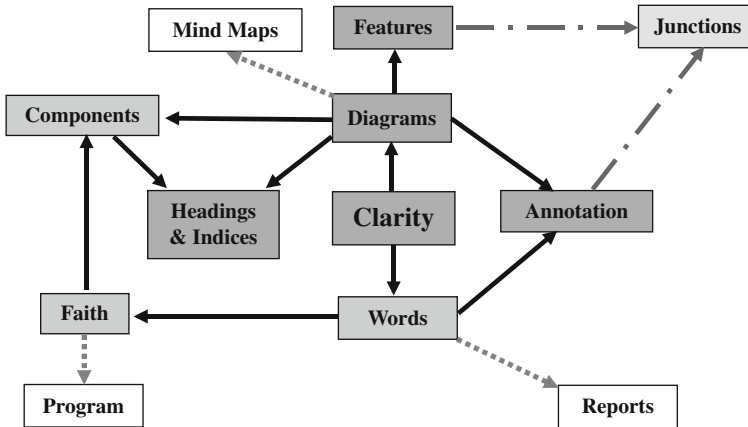 Mind Maps
Features
Junctions
Components
Diagrams
Headings
& Indices
Clarity
Annotation
Faith
Words
Program
Reports